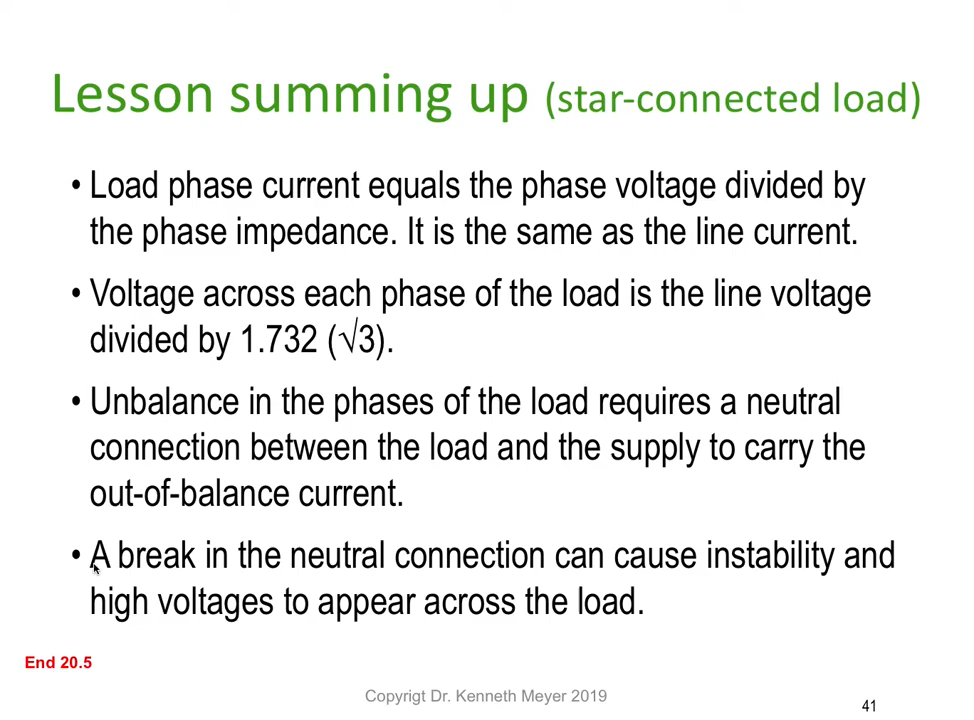 Lesson summing up (star-connected load)
• Load phase current equals the phase voltage divided by
the phase impedance. It is the same as the line current.
• Voltage across each phase of the load is the line voltage
divided by 1.732 (√3).
• Unbalance in the phases of the load requires a neutral
connection between the load and the supply to carry the
out-of-balance current.
• A break in the neutral connection can cause instability and
high voltages to appear across the load.
End 20.5
Copyrigt Dr. Kenneth Meyer 2019
41